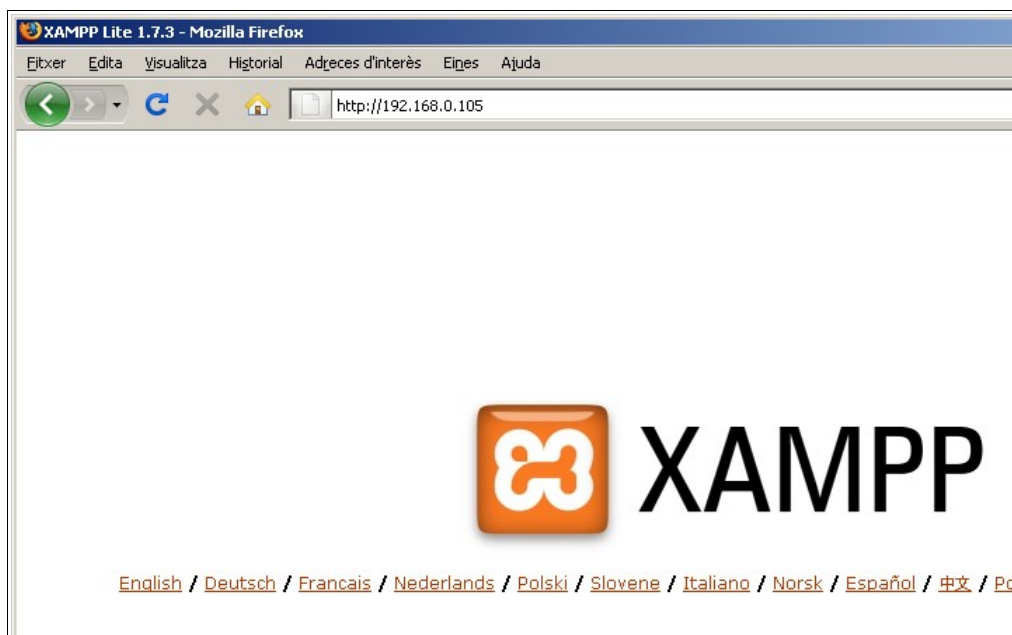 XAMPP Lite 1.7.3 - Mozilla Firefox
Fitxer Edita Visualitza Historial Adreces d'interès Eines Ajuda
http://192.168.0.105
XAMPP
English / Deutsch / Francais / Nederlands / Polski / Slovene / Italiano / Norsk / Español / 中文 /